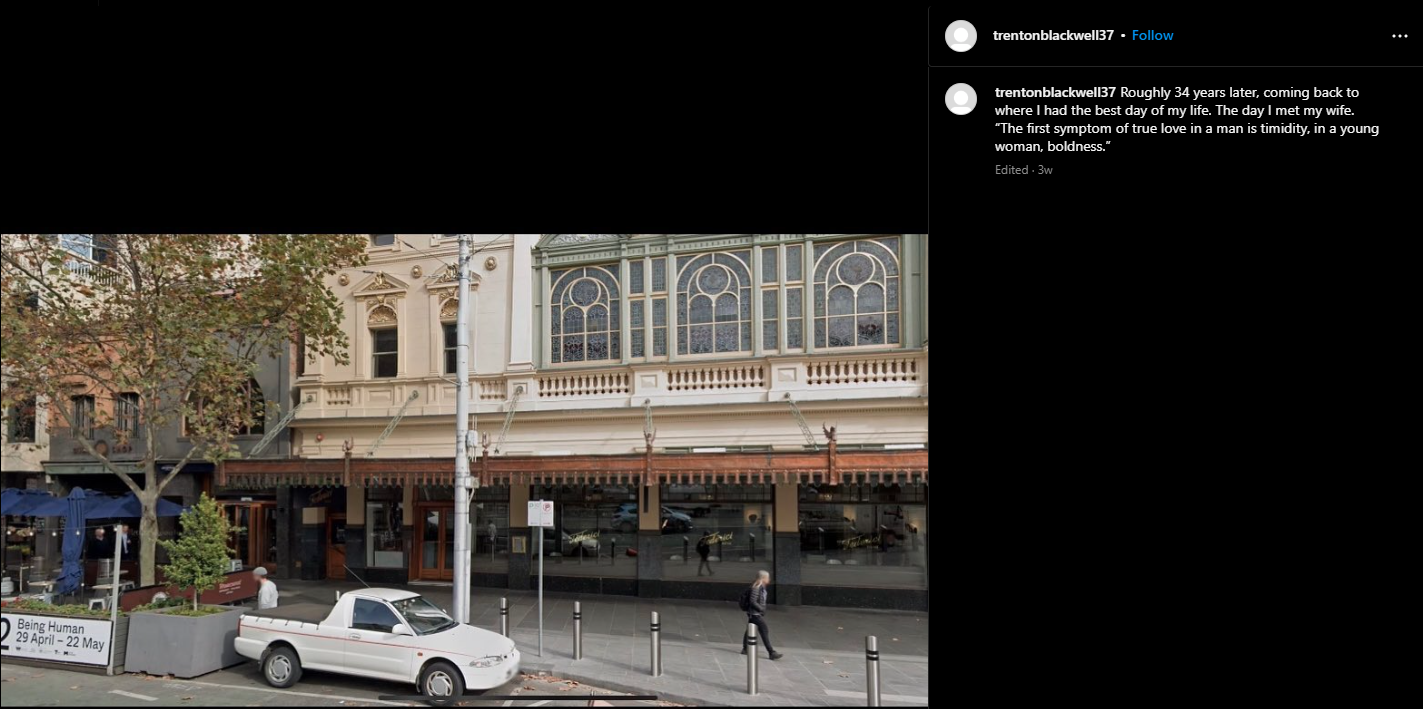 trentonblackwell37 • Follow
trentonblackwell37 Roughly 34 years later, coming back to
where I had the best day of my life. The day I met my wife.
“The first symptom of true love in a man is timidity, in a young
woman, boldness.”
Edited · 3w
Being Human
29 April – 22 May